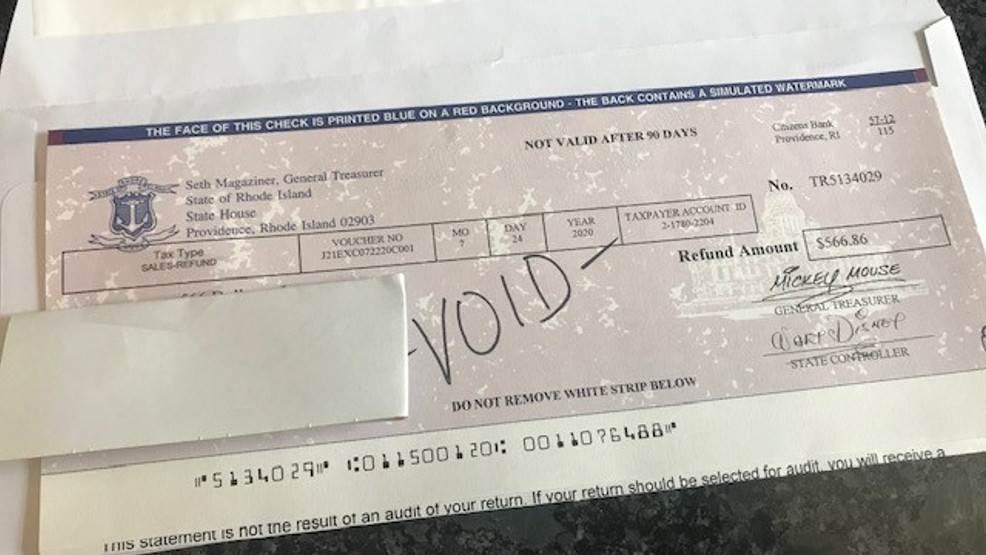 THE FACE OF THIS CHECK IS PRINTED BLUE ON A RED BACKGROUND - THE BACK CONTAINS A SIMULATED WATERMARK
NOT VALID AFTER 90 DAYS
Citizens Bank
Providence, RI
57-12
115
Seth Magaziner, General Treasurer
State of Rhode Island
State House
Providence, Rhode Island 02903
No. TR5134029
Tax Type
SALES-REFUND
VOUCHER NO
J21EXC072220C001
MO
7
DAY
24
YEAR
2020
TAXPAYER ACCOUNT ID
2-1780-2204
Refund Amount $566.86
MICKEY MOUSE
GENERAL TREASURER
WALT DISNEY
STATE CONTROLLER
-VOID-
DO NOT REMOVE WHITE STRIP BELOW
⑈5134029⑈ ⑆011500120⑆ 0011076488⑈
This statement is not the result of an audit of your return. If your return should be selected for audit, you will receive a